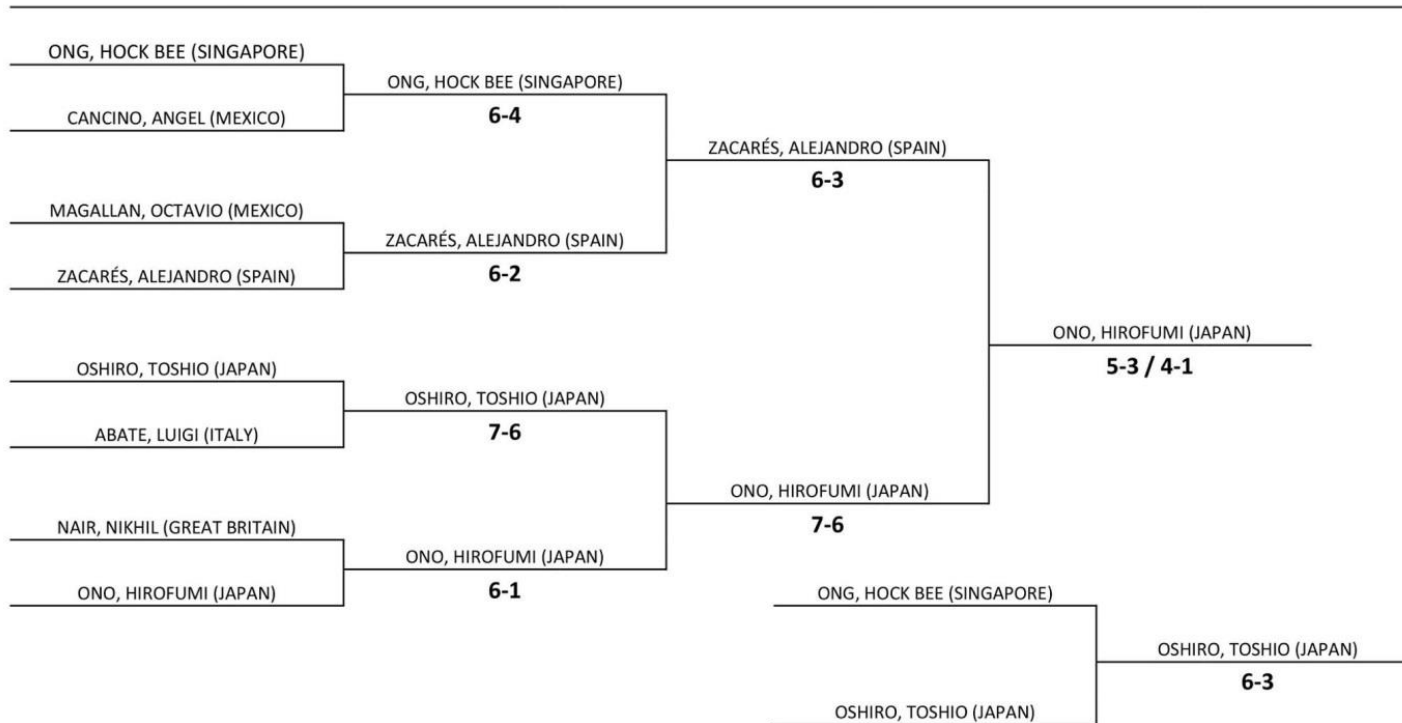 ONG, HOCK BEE (SINGAPORE)
CANCINO, ANGEL (MEXICO)
MAGALLAN, OCTAVIO (MEXICO)
ZACARÉS, ALEJANDRO (SPAIN)
OSHIRO, TOSHIO (JAPAN)
ABATE, LUIGI (ITALY)
NAIR, NIKHIL (GREAT BRITAIN)
ONO, HIROFUMI (JAPAN)
ONG, HOCK BEE (SINGAPORE)
6-4
ZACARÉS, ALEJANDRO (SPAIN)
6-2
OSHIRO, TOSHIO (JAPAN)
7-6
ONO, HIROFUMI (JAPAN)
6-1
ZACARÉS, ALEJANDRO (SPAIN)
6-3
ONO, HIROFUMI (JAPAN)
7-6
ONO, HIROFUMI (JAPAN)
5-3 / 4-1
ONG, HOCK BEE (SINGAPORE)
OSHIRO, TOSHIO (JAPAN)
OSHIRO, TOSHIO (JAPAN)
6-3